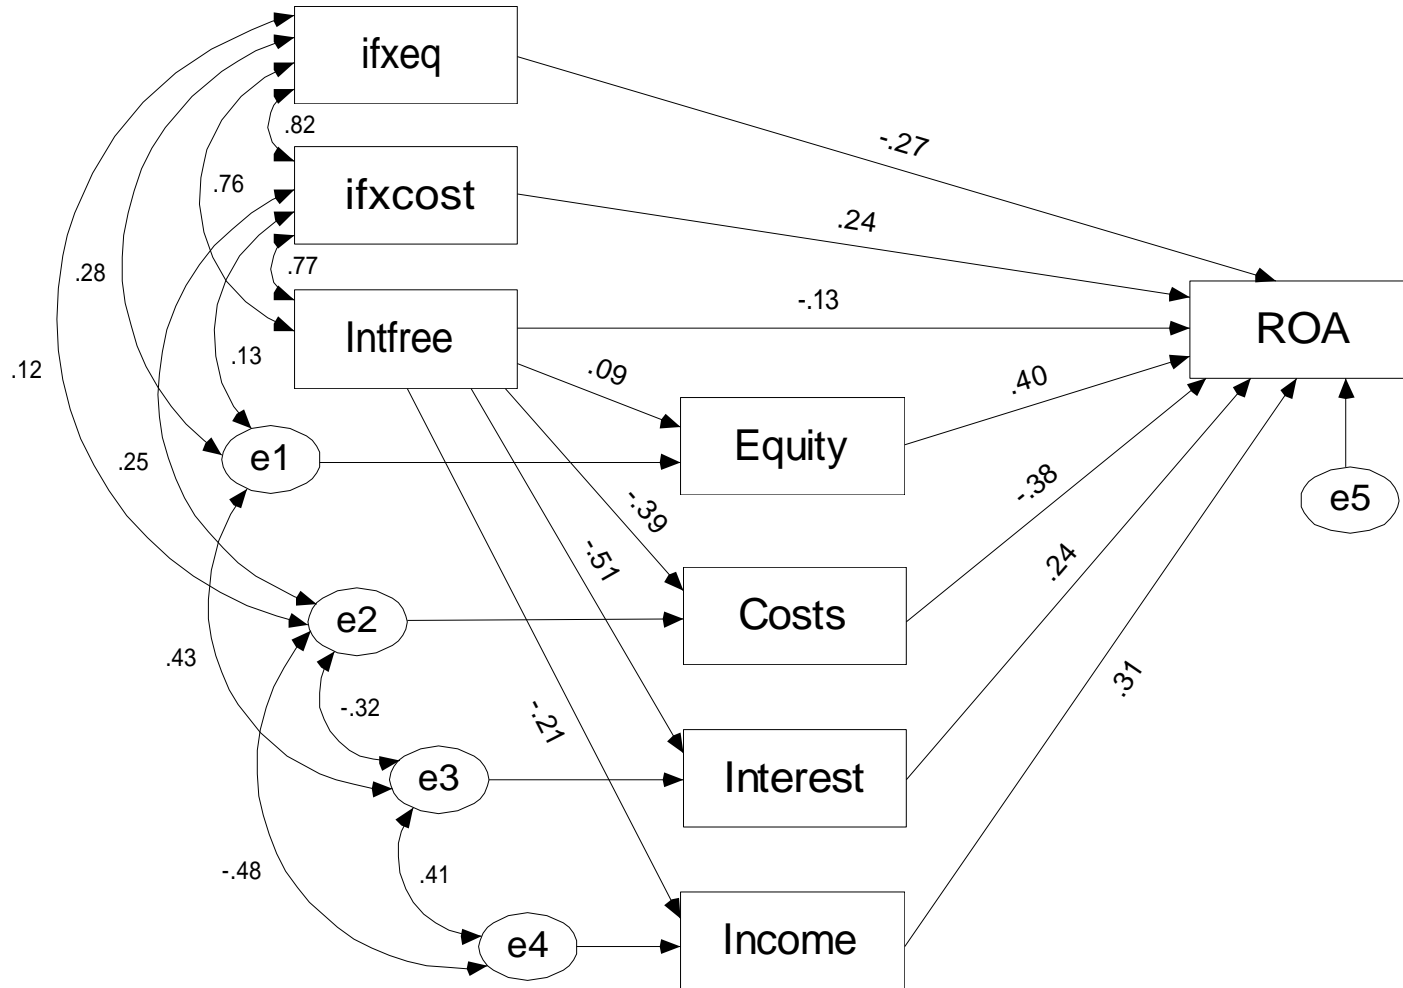 ifxeq
.82
-.27
.76
ifxcost
.24
.28
.77
Intfree
-.13
ROA
.12
.13
.09
.40
.25
e1
Equity
-.39
-.38
e5
-.51
.24
e2
Costs
.43
-.32
-.21
.31
e3
Interest
-.48
.41
e4
Income